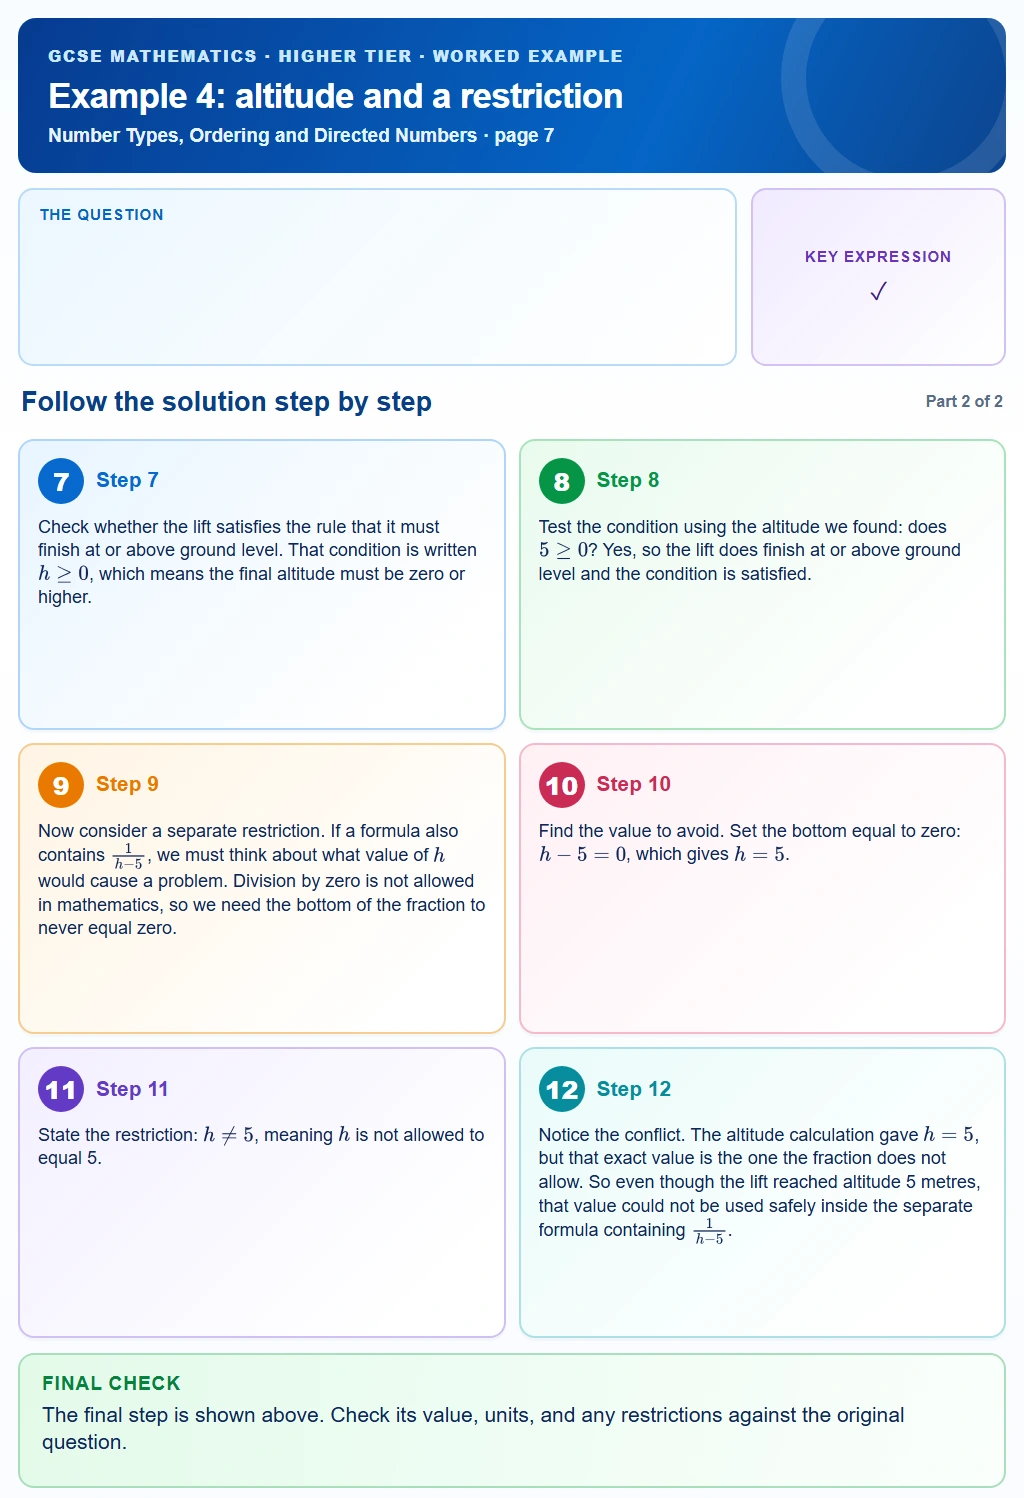 GCSE MATHEMATICS · HIGHER TIER · WORKED EXAMPLE
Example 4: altitude and a restriction
Number Types, Ordering and Directed Numbers · page 7
THE QUESTION
KEY EXPRESSION
✓
Follow the solution step by step
Part 2 of 2
7 Step 7
Check whether the lift satisfies the rule that it must
finish at or above ground level. That condition is written
h ≥ 0, which means the final altitude must be zero or
higher.
8 Step 8
Test the condition using the altitude we found: does
5 ≥ 0? Yes, so the lift does finish at or above ground
level and the condition is satisfied.
9 Step 9
Now consider a separate restriction. If a formula also
contains 1/(h−5), we must think about what value of h
would cause a problem. Division by zero is not allowed
in mathematics, so we need the bottom of the fraction to
never equal zero.
10 Step 10
Find the value to avoid. Set the bottom equal to zero:
h − 5 = 0, which gives h = 5.
11 Step 11
State the restriction: h ≠ 5, meaning h is not allowed to
equal 5.
12 Step 12
Notice the conflict. The altitude calculation gave h = 5,
but that exact value is the one the fraction does not
allow. So even though the lift reached altitude 5 metres,
that value could not be used safely inside the separate
formula containing 1/(h−5).
FINAL CHECK
The final step is shown above. Check its value, units, and any restrictions against the original
question.